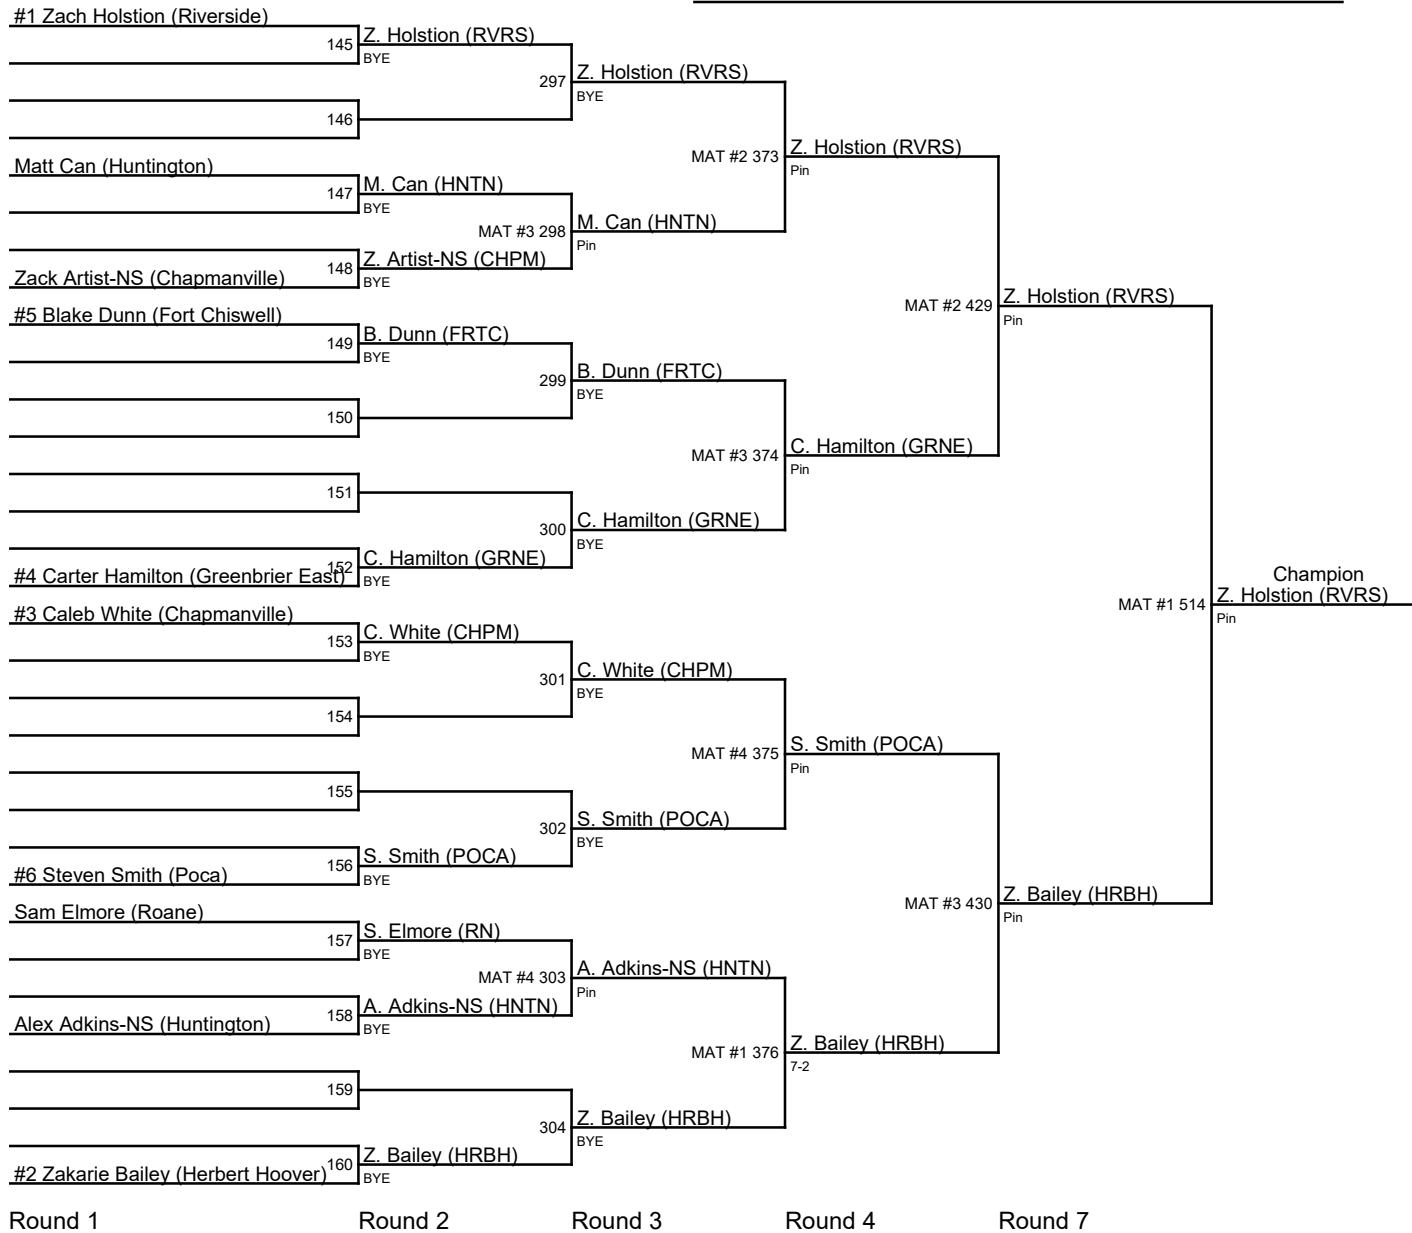 #1 Zach Holstion (Riverside)
145
Z. Holstion (RVRS)
BYE
297
Z. Holstion (RVRS)
BYE
146
MAT #2 373
Z. Holstion (RVRS)
Pin
Matt Can (Huntington)
147
M. Can (HNTN)
BYE
MAT #3 298
M. Can (HNTN)
Pin
148
Z. Artist-NS (CHPM)
BYE
Zack Artist-NS (Chapmanville)
MAT #2 429
Z. Holstion (RVRS)
Pin
#5 Blake Dunn (Fort Chiswell)
149
B. Dunn (FRTC)
BYE
299
B. Dunn (FRTC)
BYE
150
MAT #3 374
C. Hamilton (GRNE)
Pin
151
300
C. Hamilton (GRNE)
BYE
152
C. Hamilton (GRNE)
BYE
#4 Carter Hamilton (Greenbrier East)
MAT #1 514
Champion
Z. Holstion (RVRS)
Pin
#3 Caleb White (Chapmanville)
153
C. White (CHPM)
BYE
301
C. White (CHPM)
BYE
154
MAT #4 375
S. Smith (POCA)
Pin
155
302
S. Smith (POCA)
BYE
156
S. Smith (POCA)
BYE
#6 Steven Smith (Poca)
MAT #3 430
Z. Bailey (HRBH)
Pin
Sam Elmore (Roane)
157
S. Elmore (RN)
BYE
MAT #4 303
A. Adkins-NS (HNTN)
Pin
158
A. Adkins-NS (HNTN)
BYE
Alex Adkins-NS (Huntington)
MAT #1 376
Z. Bailey (HRBH)
7-2
159
304
Z. Bailey (HRBH)
BYE
160
Z. Bailey (HRBH)
BYE
#2 Zakarie Bailey (Herbert Hoover)
Round 1
Round 2
Round 3
Round 4
Round 7